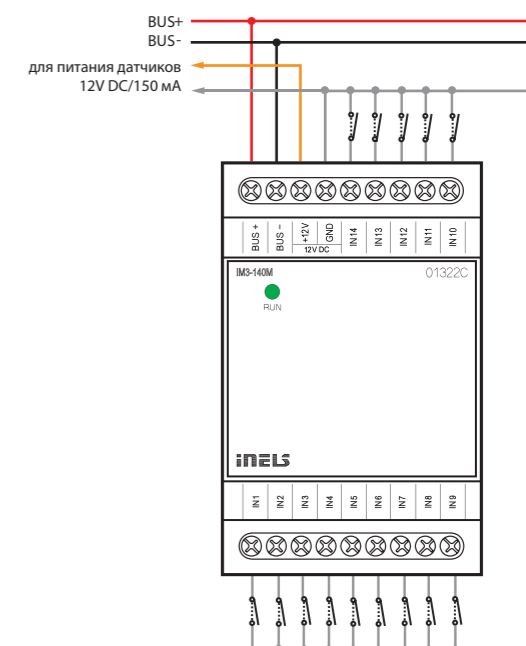 BUS+
BUS-
для питания датчиков
12V DC/150 мА
BUS + BUS − +12V GND IN14 IN13 IN12 IN11 IN10
12V DC
IM3-140M 01322C
RUN
iNELS
IN1 IN2 IN3 IN4 IN5 IN6 IN7 IN8 IN9